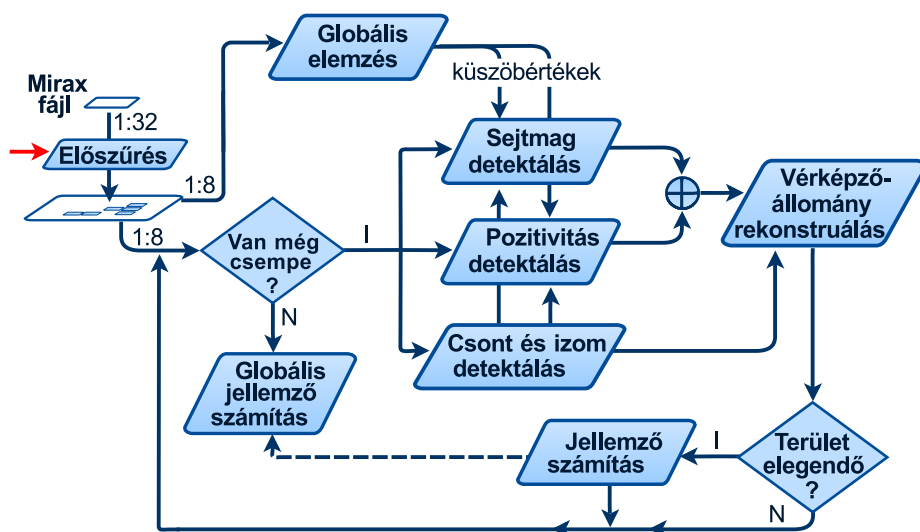 Globális
elemzés
küszöbértékek
Mirax
fájl
1:32
Előszűrés
1:8
1:8
Sejtmag
detektálás
Vérképző-
állomány
rekonstruálás
Van még
csempe
?
I
Pozitivitás
detektálás
N
Csont és izom
detektálás
Globális
jellemző
számítás
Jellemző
számítás
I
Terület
elegendő
?
N